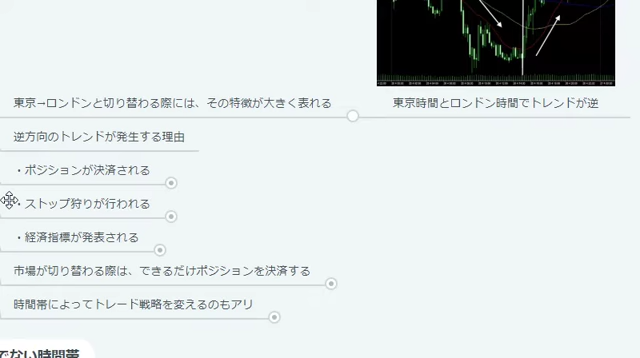 東京→ロンドンと切り替わる際には、その特徴が大きく表れる
東京時間とロンドン時間でトレンドが逆
逆方向のトレンドが発生する理由
・ポジションが決済される
・ストップ狩りが行われる
・経済指標が発表される
市場が切り替わる際は、できるだけポジションを決済する
時間帯によってトレード戦略を変えるのもアリ
でない時間帯